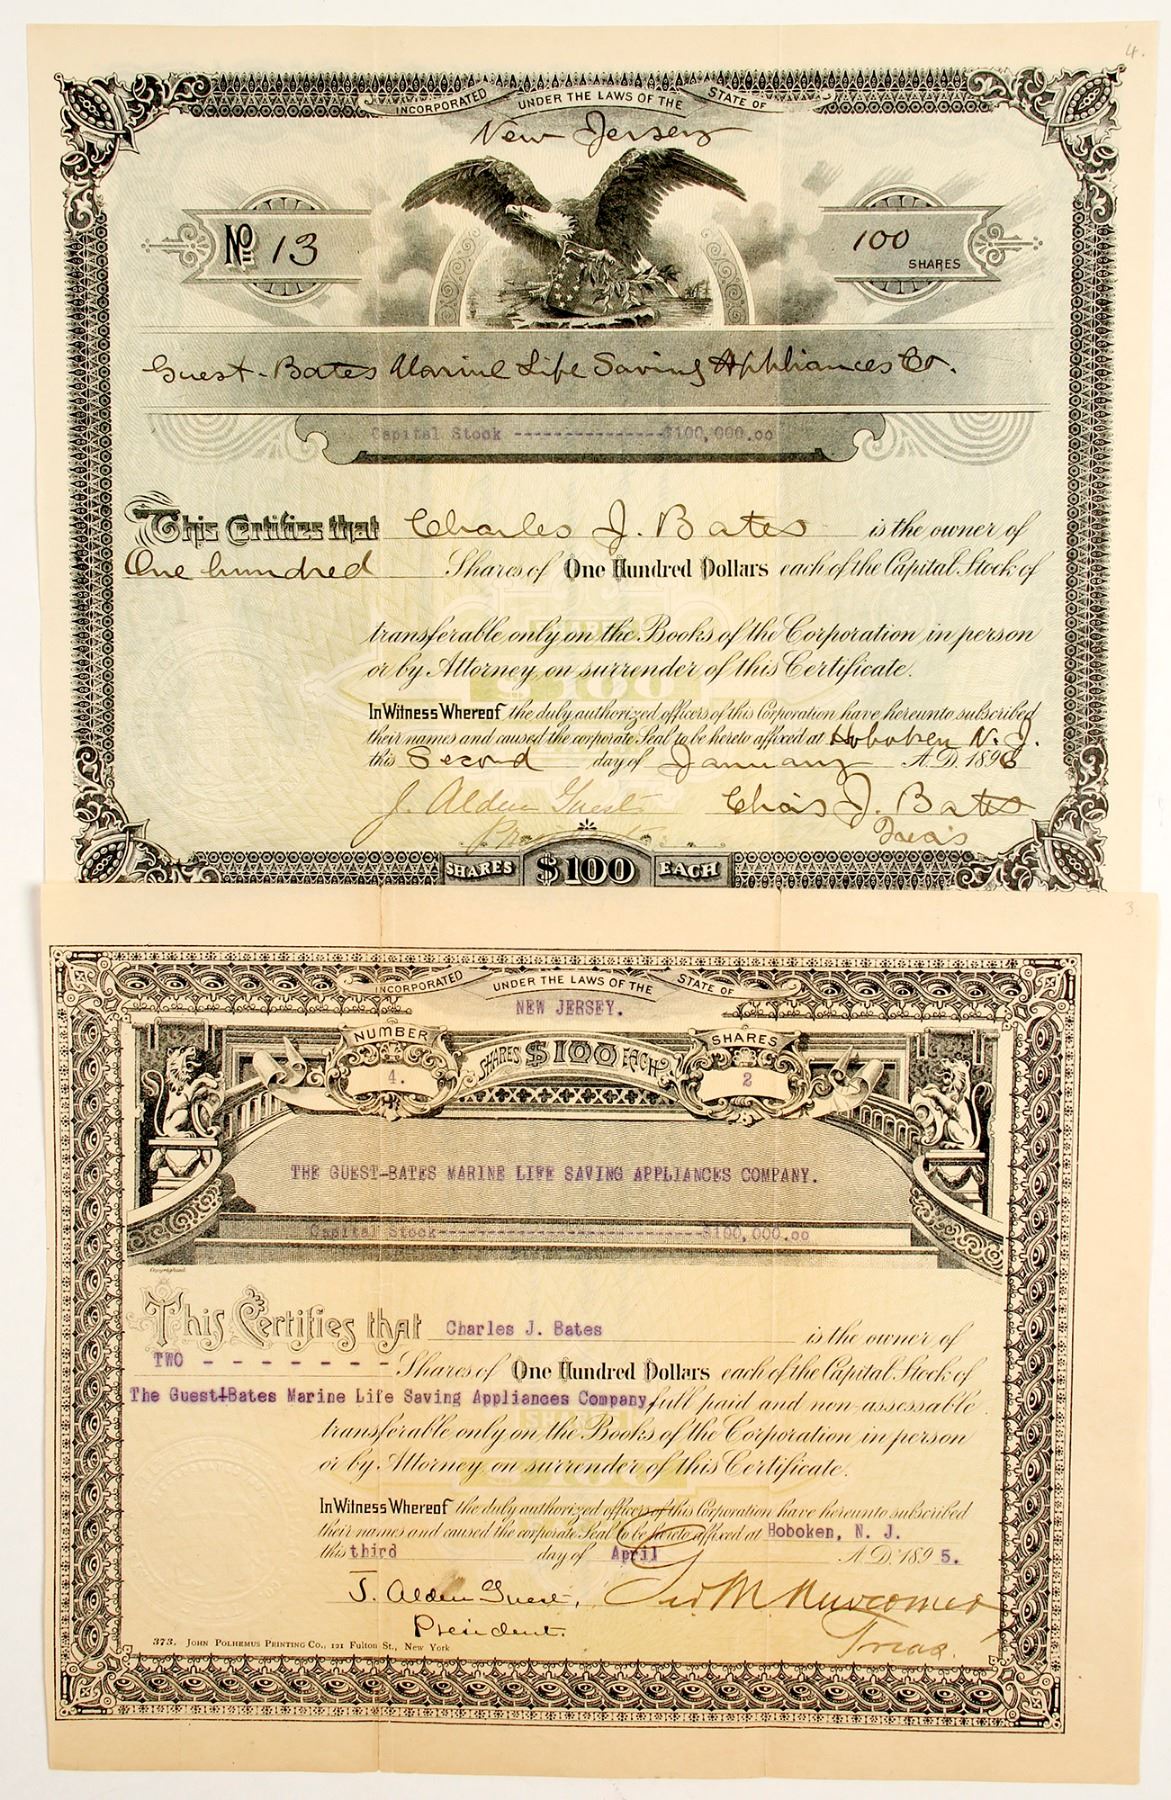 4.
INCORPORATED UNDER THE LAWS OF THE STATE OF
New Jersey
No 13
100
SHARES
Guest-Bates Marine Life Saving Appliances Co.
Capital Stock ----------------$100,000.00
This Certifies that Charles J. Bates is the owner of
One hundred Shares of One Hundred Dollars each of the Capital Stock of
transferable only on the Books of the Corporation in person
or by Attorney on surrender of this Certificate.
SHARES
$100
In Witness Whereof the duly authorized officers of this Corporation have hereunto subscribed
their names and caused the corporate Seal to be hereto affixed at Hoboken N.J.
this Second day of January A.D. 1896
J. Alden Guest Chas J. Bates
President Treas
SHARES $100 EACH
3.
INCORPORATED UNDER THE LAWS OF THE STATE OF
NEW JERSEY.
NUMBER SHARES $100 EACH SHARES
4. 2
THE GUEST-BATES MARINE LIFE SAVING APPLIANCES COMPANY.
Capital Stock---------------------------$100,000.00
Copyrighted.
This Certifies that Charles J. Bates is the owner of
TWO - - - - - - - - Shares of One Hundred Dollars each of the Capital Stock of
The Guest-Bates Marine Life Saving Appliances Company, full paid and non-assessable
SHARES
transferable only on the Books of the Corporation in person
or by Attorney on surrender of this Certificate.
In Witness Whereof the duly authorized officers of this Corporation have hereunto subscribed
their names and caused the corporate Seal to be hereto affixed at Hoboken, N. J.
this third day of April A.D. 1895.
J. Alden Guest, Geo M Newcomer
President. Treas.
373. JOHN POLHEMUS PRINTING CO., 121 Fulton St., New York